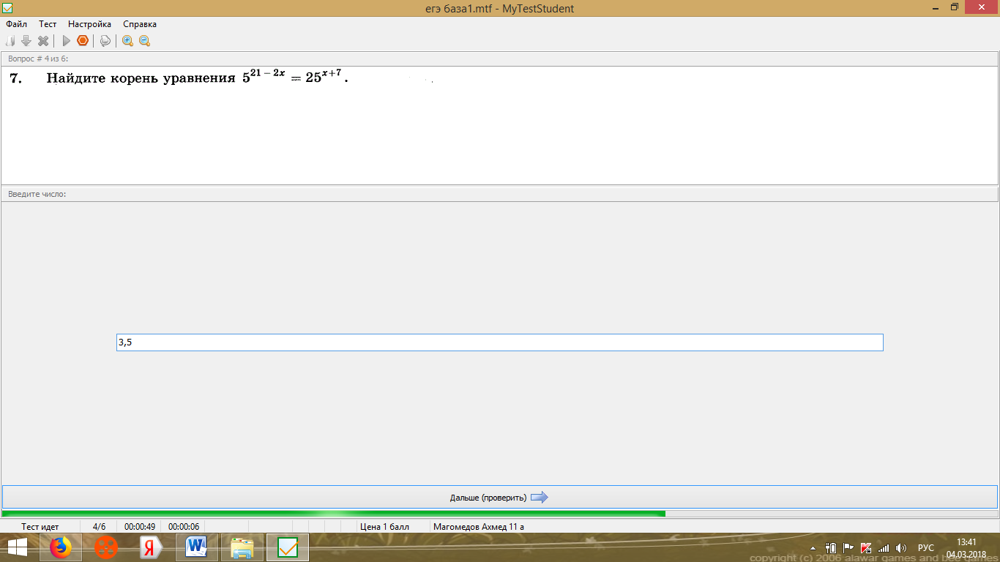 егэ база1.mtf - MyTestStudent
Файл Тест Настройка Справка
Вопрос # 4 из 6:
7. Найдите корень уравнения 5^{21 – 2x} = 25^{x+7}.
Введите число:
3,5
Дальше (проверить)
Тест идет 4/6 00:00:49 00:00:06 Цена 1 балл Магомедов Ахмед 11 а
Я W РУС 13:41
04.03.2018
copyright (c) 2006 alawar games and bee games